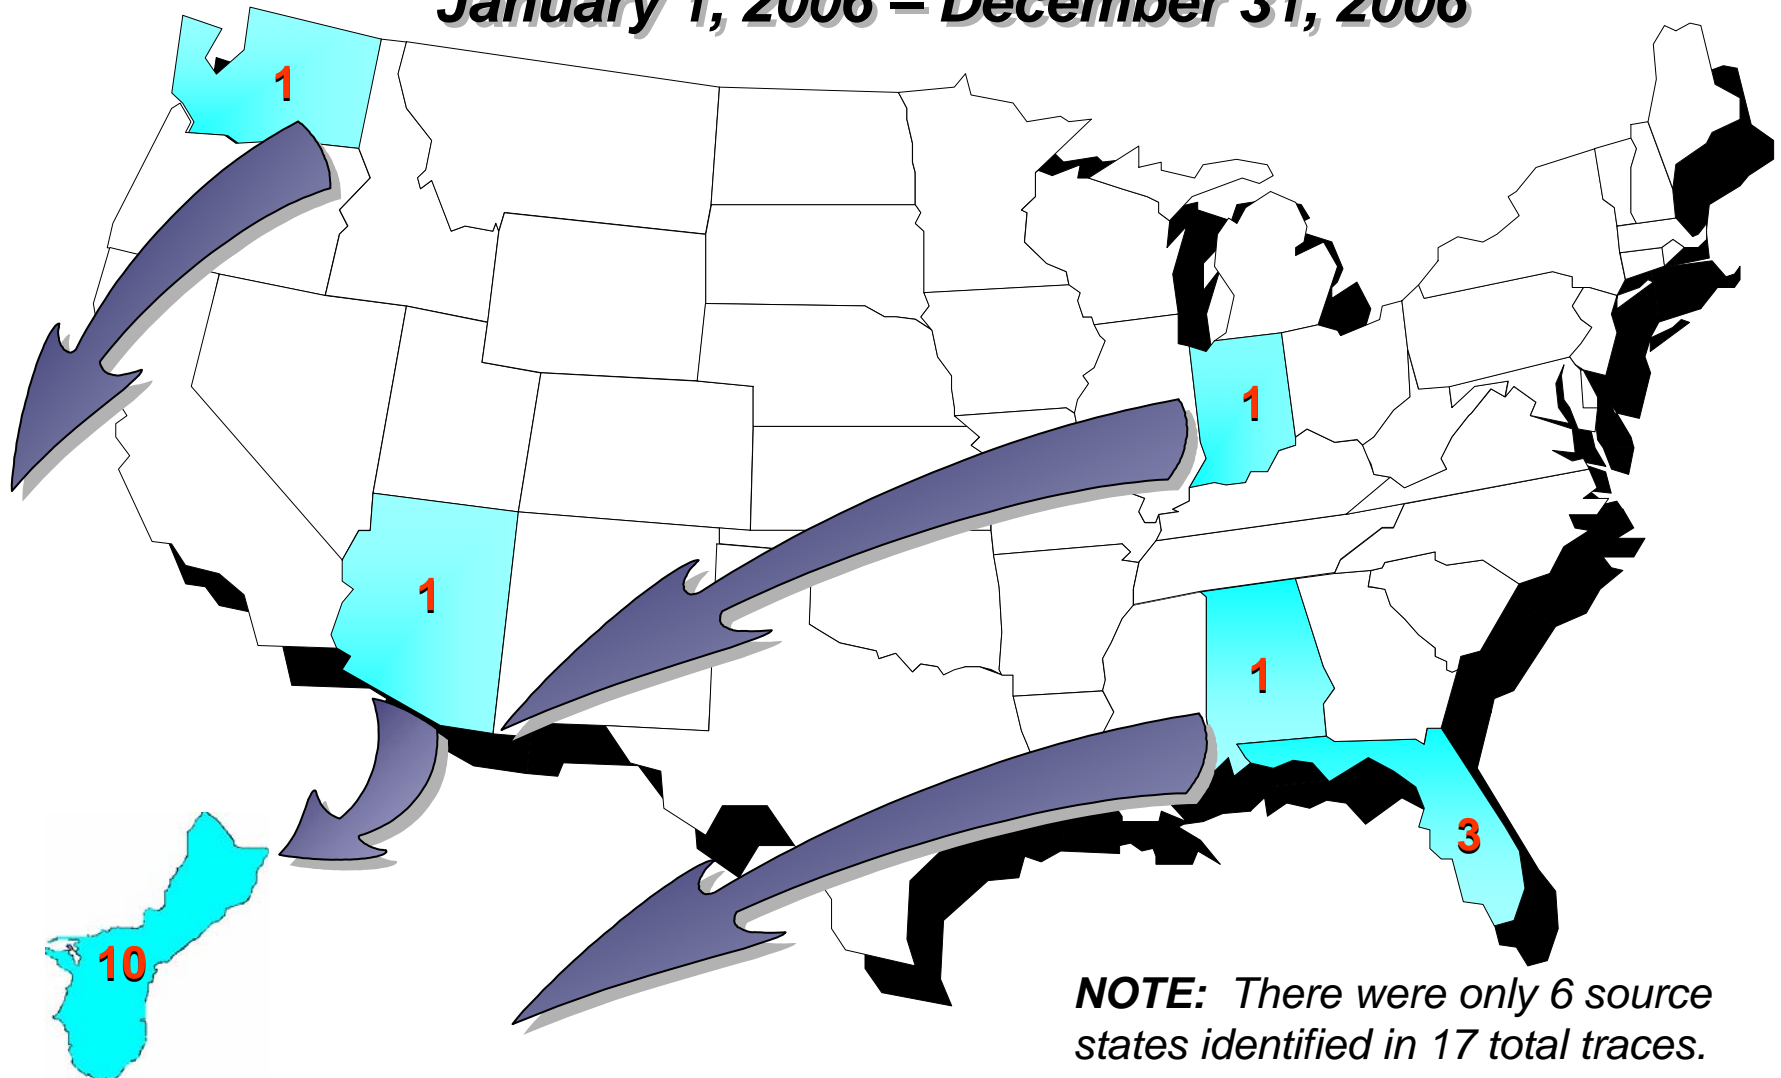 January 1, 2006 – December 31, 2006
1
1
1
1
3
10
NOTE: There were only 6 source
states identified in 17 total traces.